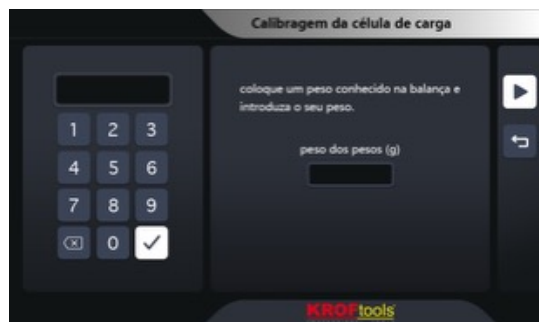 Calibragem da célula de carga
1 2 3
4 5 6
7 8 9
0
coloque um peso conhecido na balança e
introduza o seu peso.
peso dos pesos (g)
KROFtools